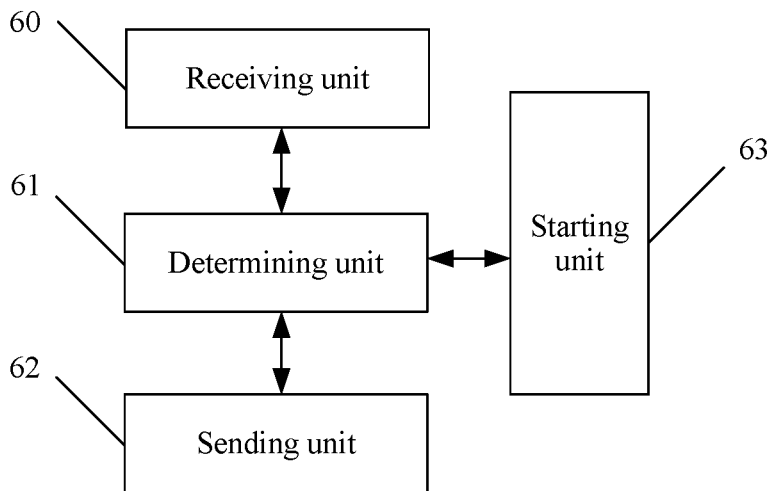 60
Receiving unit
61
Determining unit
62
Sending unit
Starting
unit
63